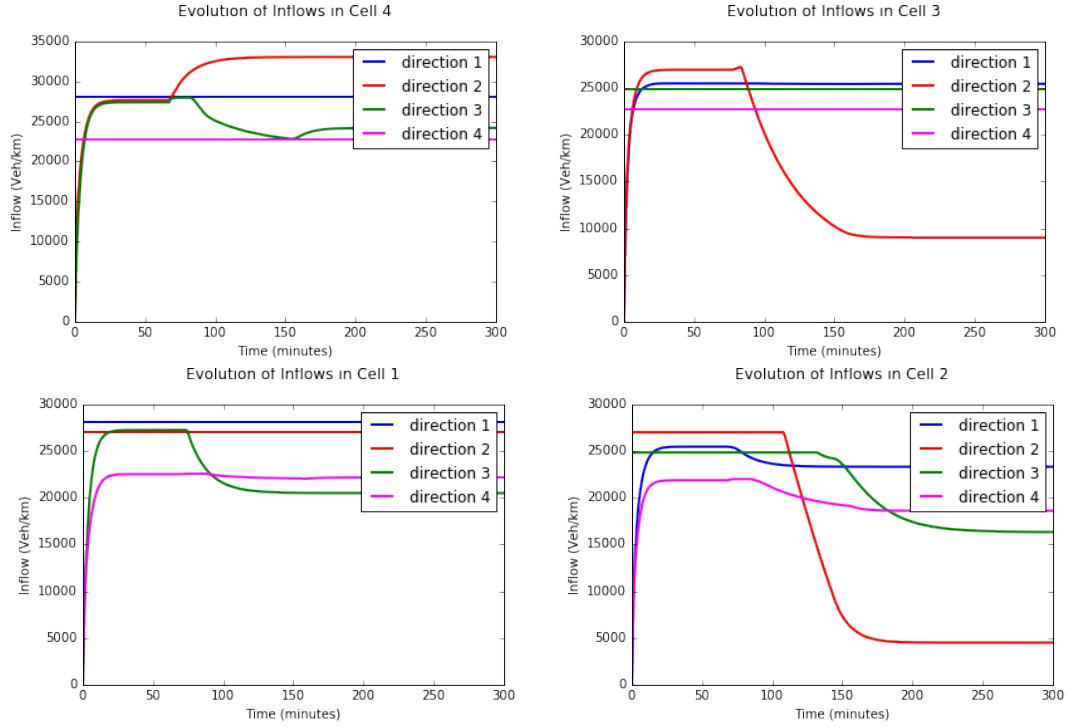 Evolution of Inflows in Cell 4
35000
30000
25000
20000
15000
10000
5000
0
Inflow (Veh/km)
0 50 100 150 200 250 300
Time (minutes)
direction 1
direction 2
direction 3
direction 4
Evolution of Inflows in Cell 3
30000
25000
20000
15000
10000
5000
0
Inflow (Veh/km)
0 50 100 150 200 250 300
Time (minutes)
direction 1
direction 2
direction 3
direction 4
Evolution of Inflows in Cell 1
30000
25000
20000
15000
10000
5000
0
Inflow (Veh/km)
0 50 100 150 200 250 300
Time (minutes)
direction 1
direction 2
direction 3
direction 4
Evolution of Inflows in Cell 2
30000
25000
20000
15000
10000
5000
0
Inflow (Veh/km)
0 50 100 150 200 250 300
Time (minutes)
direction 1
direction 2
direction 3
direction 4